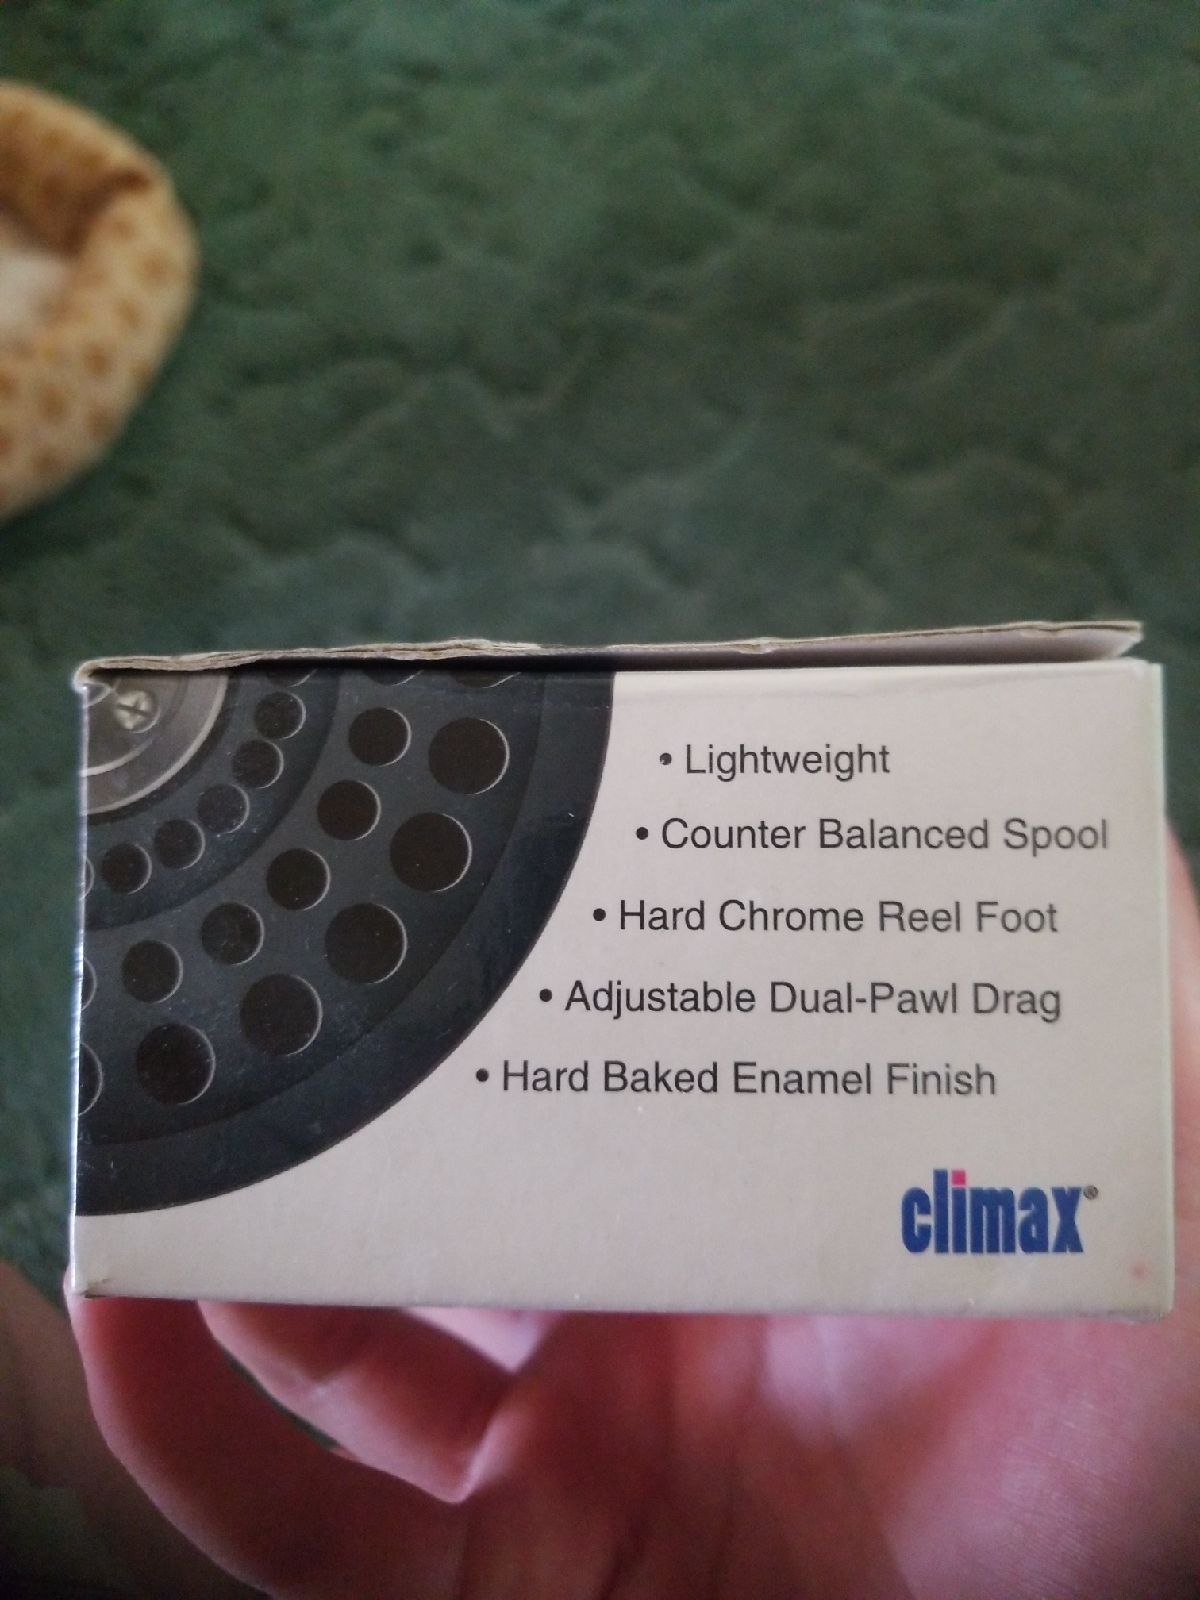 • Lightweight
• Counter Balanced Spool
• Hard Chrome Reel Foot
• Adjustable Dual-Pawl Drag
• Hard Baked Enamel Finish
climax®